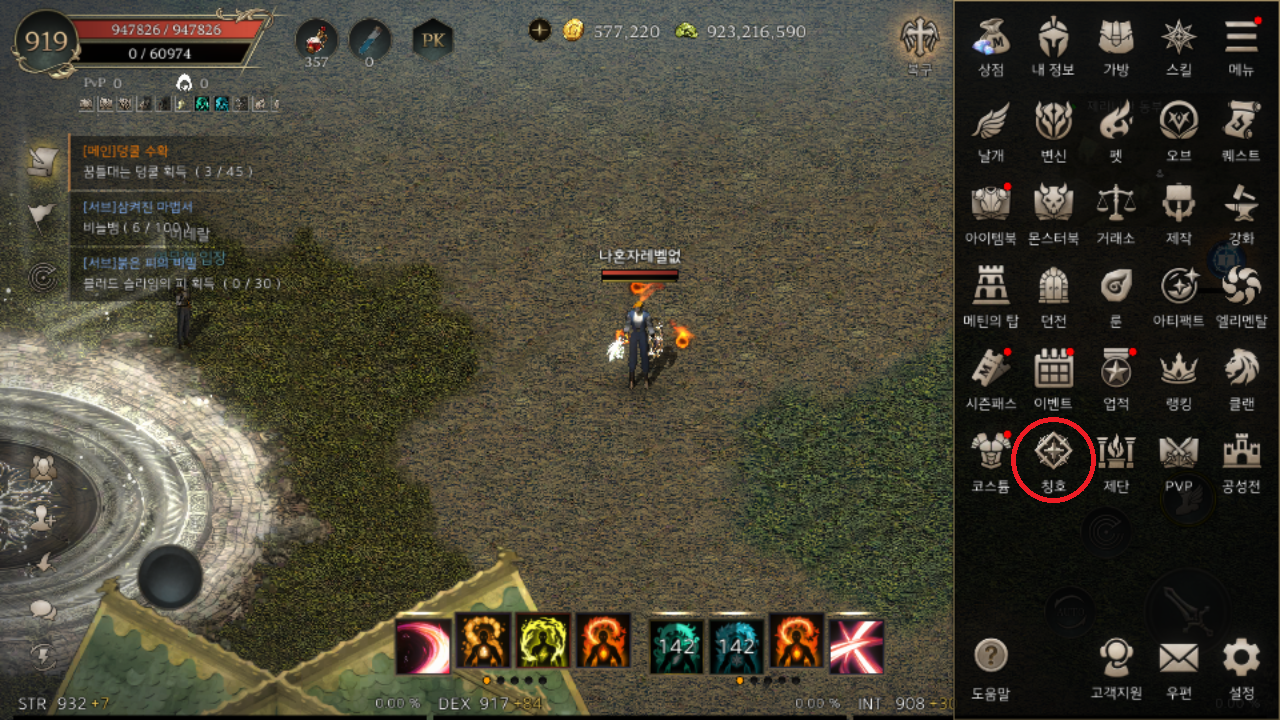 919
947826 / 947826
0 / 60974
PvP 0
0
357
0
PK
577,220
923,216,590
북구
[메인]덩쿨 수확
꿈틀대는 덩쿨 획득 ( 3 / 45 )
[서브]삼켜진 마법서
비늘뱀 ( 6 / 100 )
[서브]붉은 피의 비밀
블러드 슬라임의 피 획득 ( 0 / 30 )
나혼자레벨없
상점 내 정보 가방 스킬 메뉴
날개 변신 펫 오브 퀘스트
아이템북 몬스터북 거래소 제작 강화
메틴의 탑 던전 룬 아티팩트 엘리멘탈
시즌패스 이벤트 업적 랭킹 클랜
코스튬 칭호 제단 PVP 공성전
142 142
도움말 고객지원 우편 설정
STR 932 +7
0.00 % DEX 917 +84
0.00 % INT 908 +30